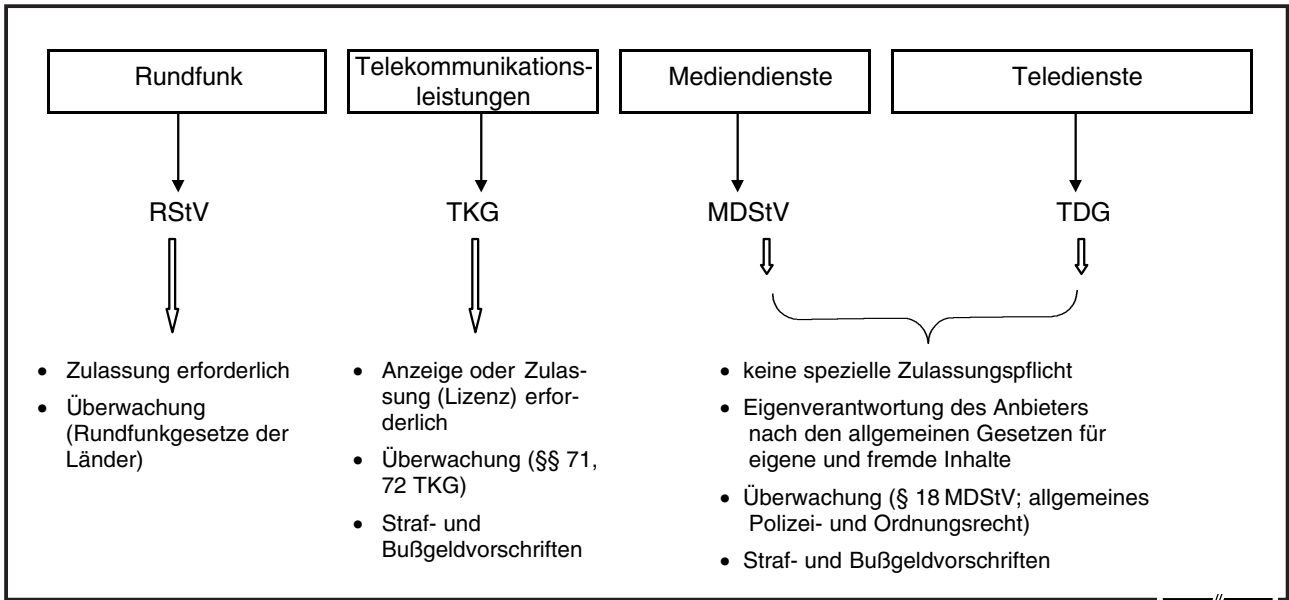 Rundfunk
Telekommunikations-
leistungen
Mediendienste
Teledienste
RStV
TKG
MDStV
TDG
• Zulassung erforderlich
• Überwachung
(Rundfunkgesetze der
Länder)
• Anzeige oder Zulas-
sung (Lizenz) erfor-
derlich
• Überwachung (§§ 71,
72 TKG)
• Straf- und
Bußgeldvorschriften
• keine spezielle Zulassungspflicht
• Eigenverantwortung des Anbieters
nach den allgemeinen Gesetzen für
eigene und fremde Inhalte
• Überwachung (§ 18 MDStV; allgemeines
Polizei- und Ordnungsrecht)
• Straf- und Bußgeldvorschriften